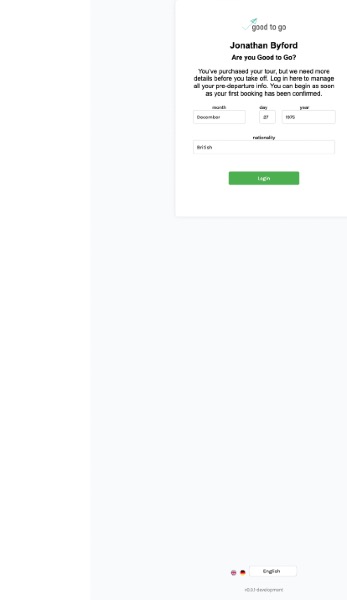 good to go
Jonathan Byford
Are you Good to Go?
You've purchased your tour, but we need more
details before you take off. Log in here to manage
all your pre-departure info. You can begin as soon
as your first booking has been confirmed.
month day year
December 07 1975
nationality
British
Login
English
v0.3.1 development